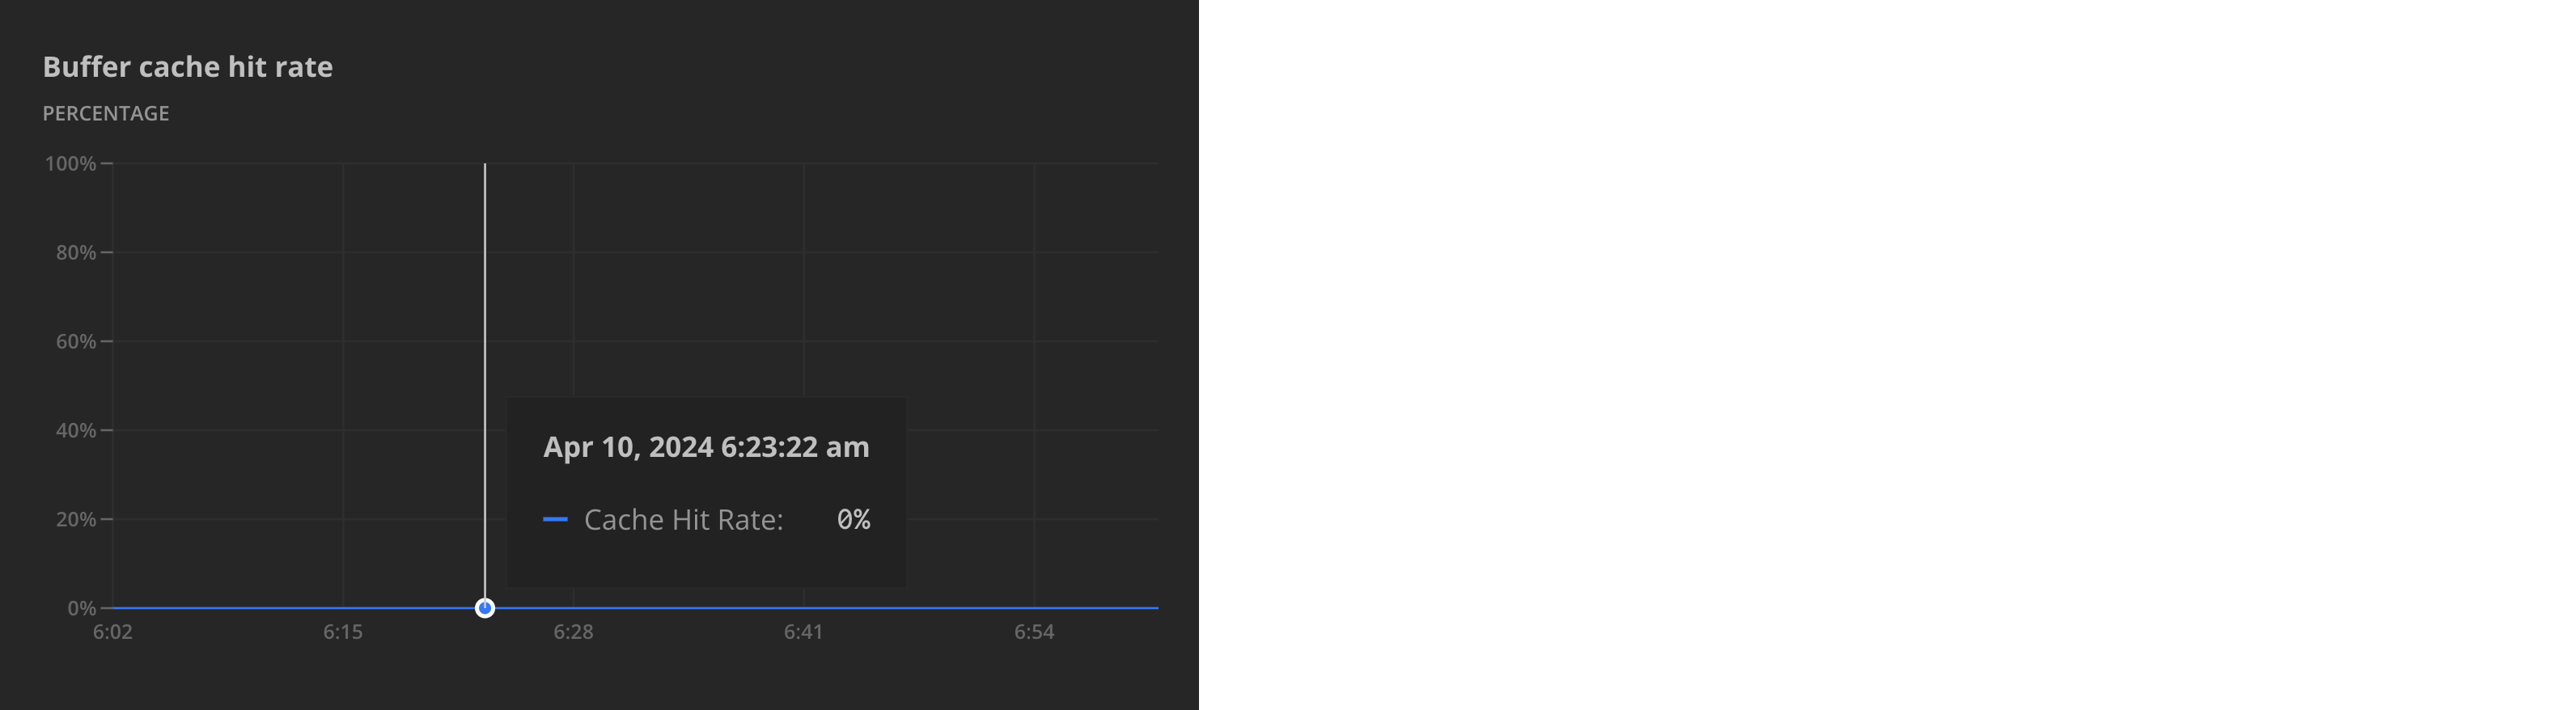 Buffer cache hit rate
PERCENTAGE
100%
80%
60%
40%
20%
0%
Apr 10, 2024 6:23:22 am
Cache Hit Rate: 0%
6:02 6:15 6:28 6:41 6:54